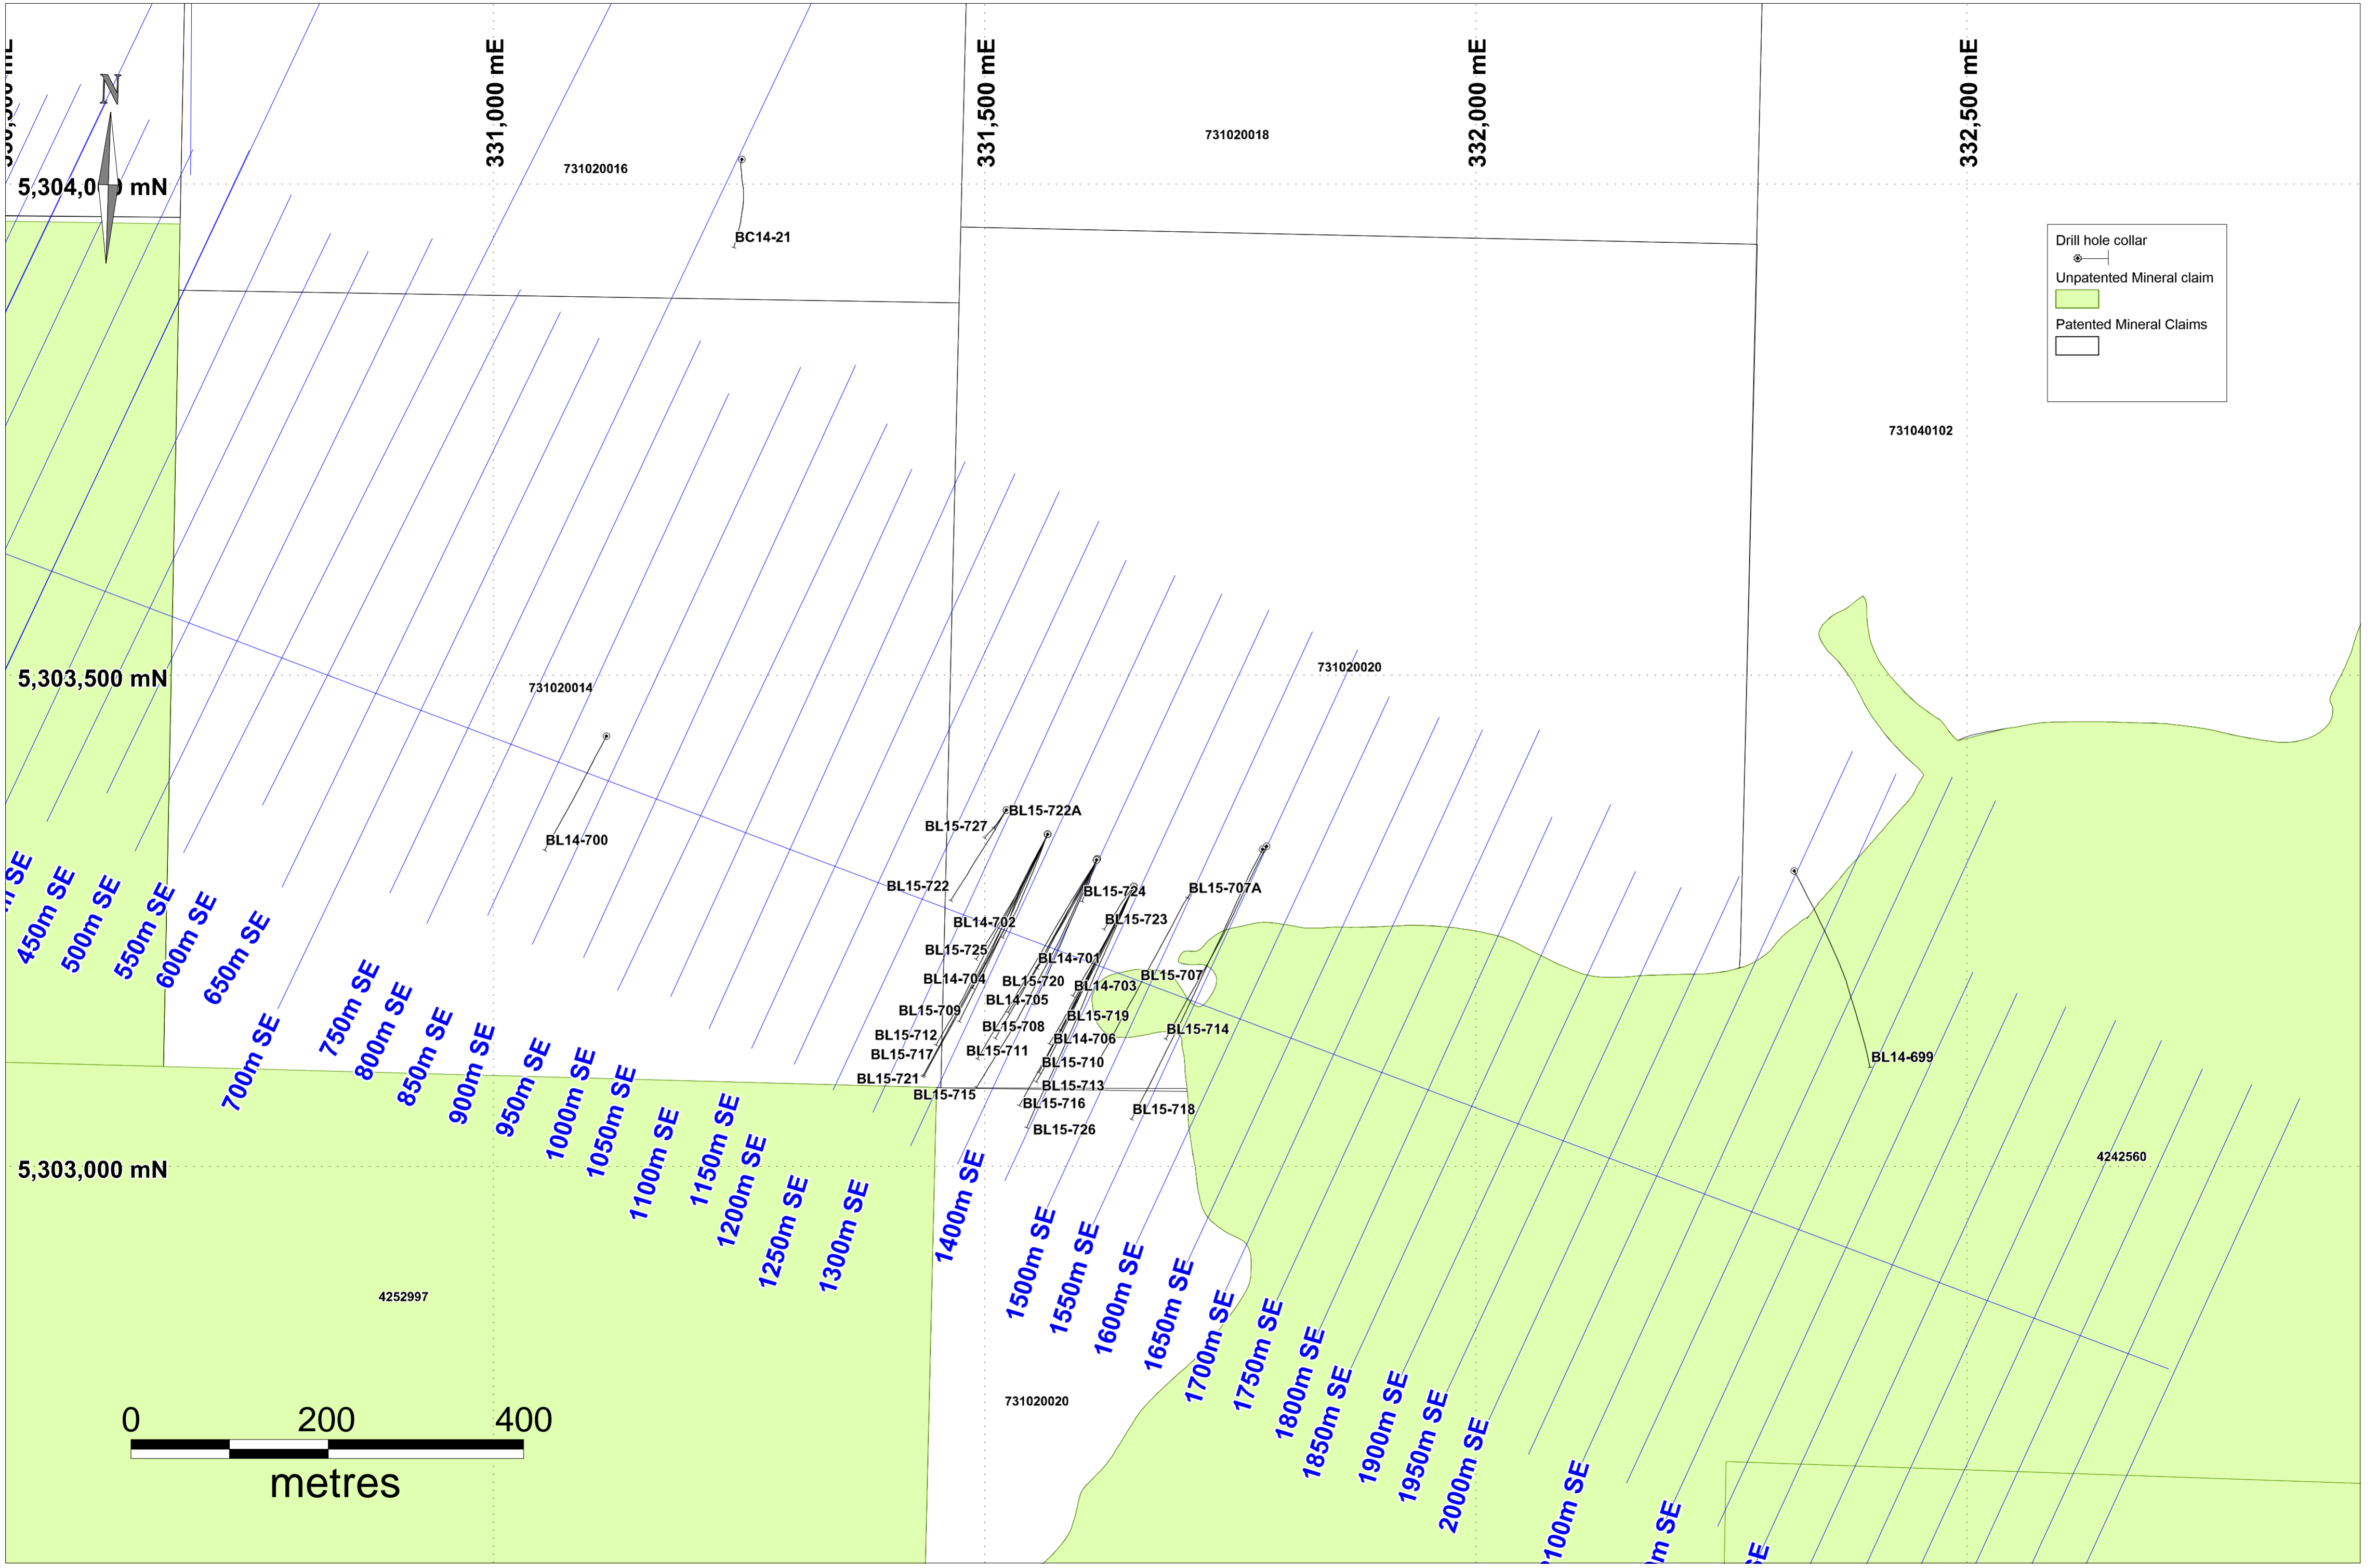 N
331,000 mE
331,500 mE
332,000 mE
332,500 mE
731020018
731020016
5,304,0 mN
BC14-21
Drill hole collar
Unpatented Mineral claim
Patented Mineral Claims
731040102
731020020
5,303,500 mN
731020014
BL15-722A
BL15-727
BL14-700
BL15-722
BL15-724
BL15-707A
BL14-702
BL15-723
BL15-725
BL14-701
BL14-704
BL15-720
BL15-707
BL14-703
BL14-705
BL15-709
BL15-719
BL15-708
BL15-714
BL15-712
BL14-706
BL15-717
BL15-711
BL15-710
BL14-699
BL15-721
BL15-713
BL15-715
BL15-716
BL15-718
BL15-726
5,303,000 mN
4242560
m SE
450m SE
500m SE
550m SE
600m SE
650m SE
700m SE
750m SE
800m SE
850m SE
900m SE
950m SE
1000m SE
1050m SE
1100m SE
1150m SE
1200m SE
1250m SE
1300m SE
1400m SE
1500m SE
1550m SE
1600m SE
1650m SE
1700m SE
1750m SE
1800m SE
1850m SE
1900m SE
1950m SE
2000m SE
100m SE
m SE
SE
4252997
731020020
0 200 400
metres